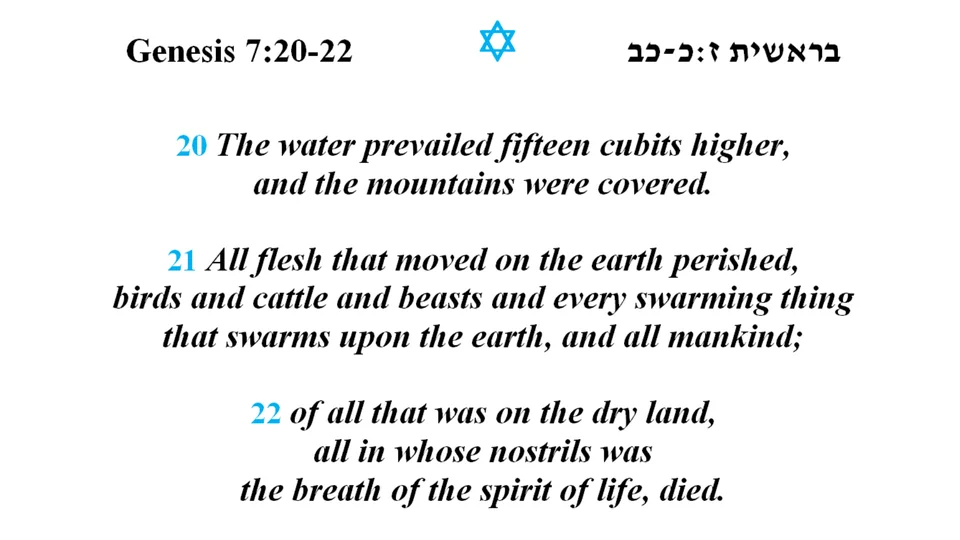 Genesis 7:20-22
בראשית ז:כ-כב
20 The water prevailed fifteen cubits higher,
and the mountains were covered.
21 All flesh that moved on the earth perished,
birds and cattle and beasts and every swarming thing
that swarms upon the earth, and all mankind;
22 of all that was on the dry land,
all in whose nostrils was
the breath of the spirit of life, died.